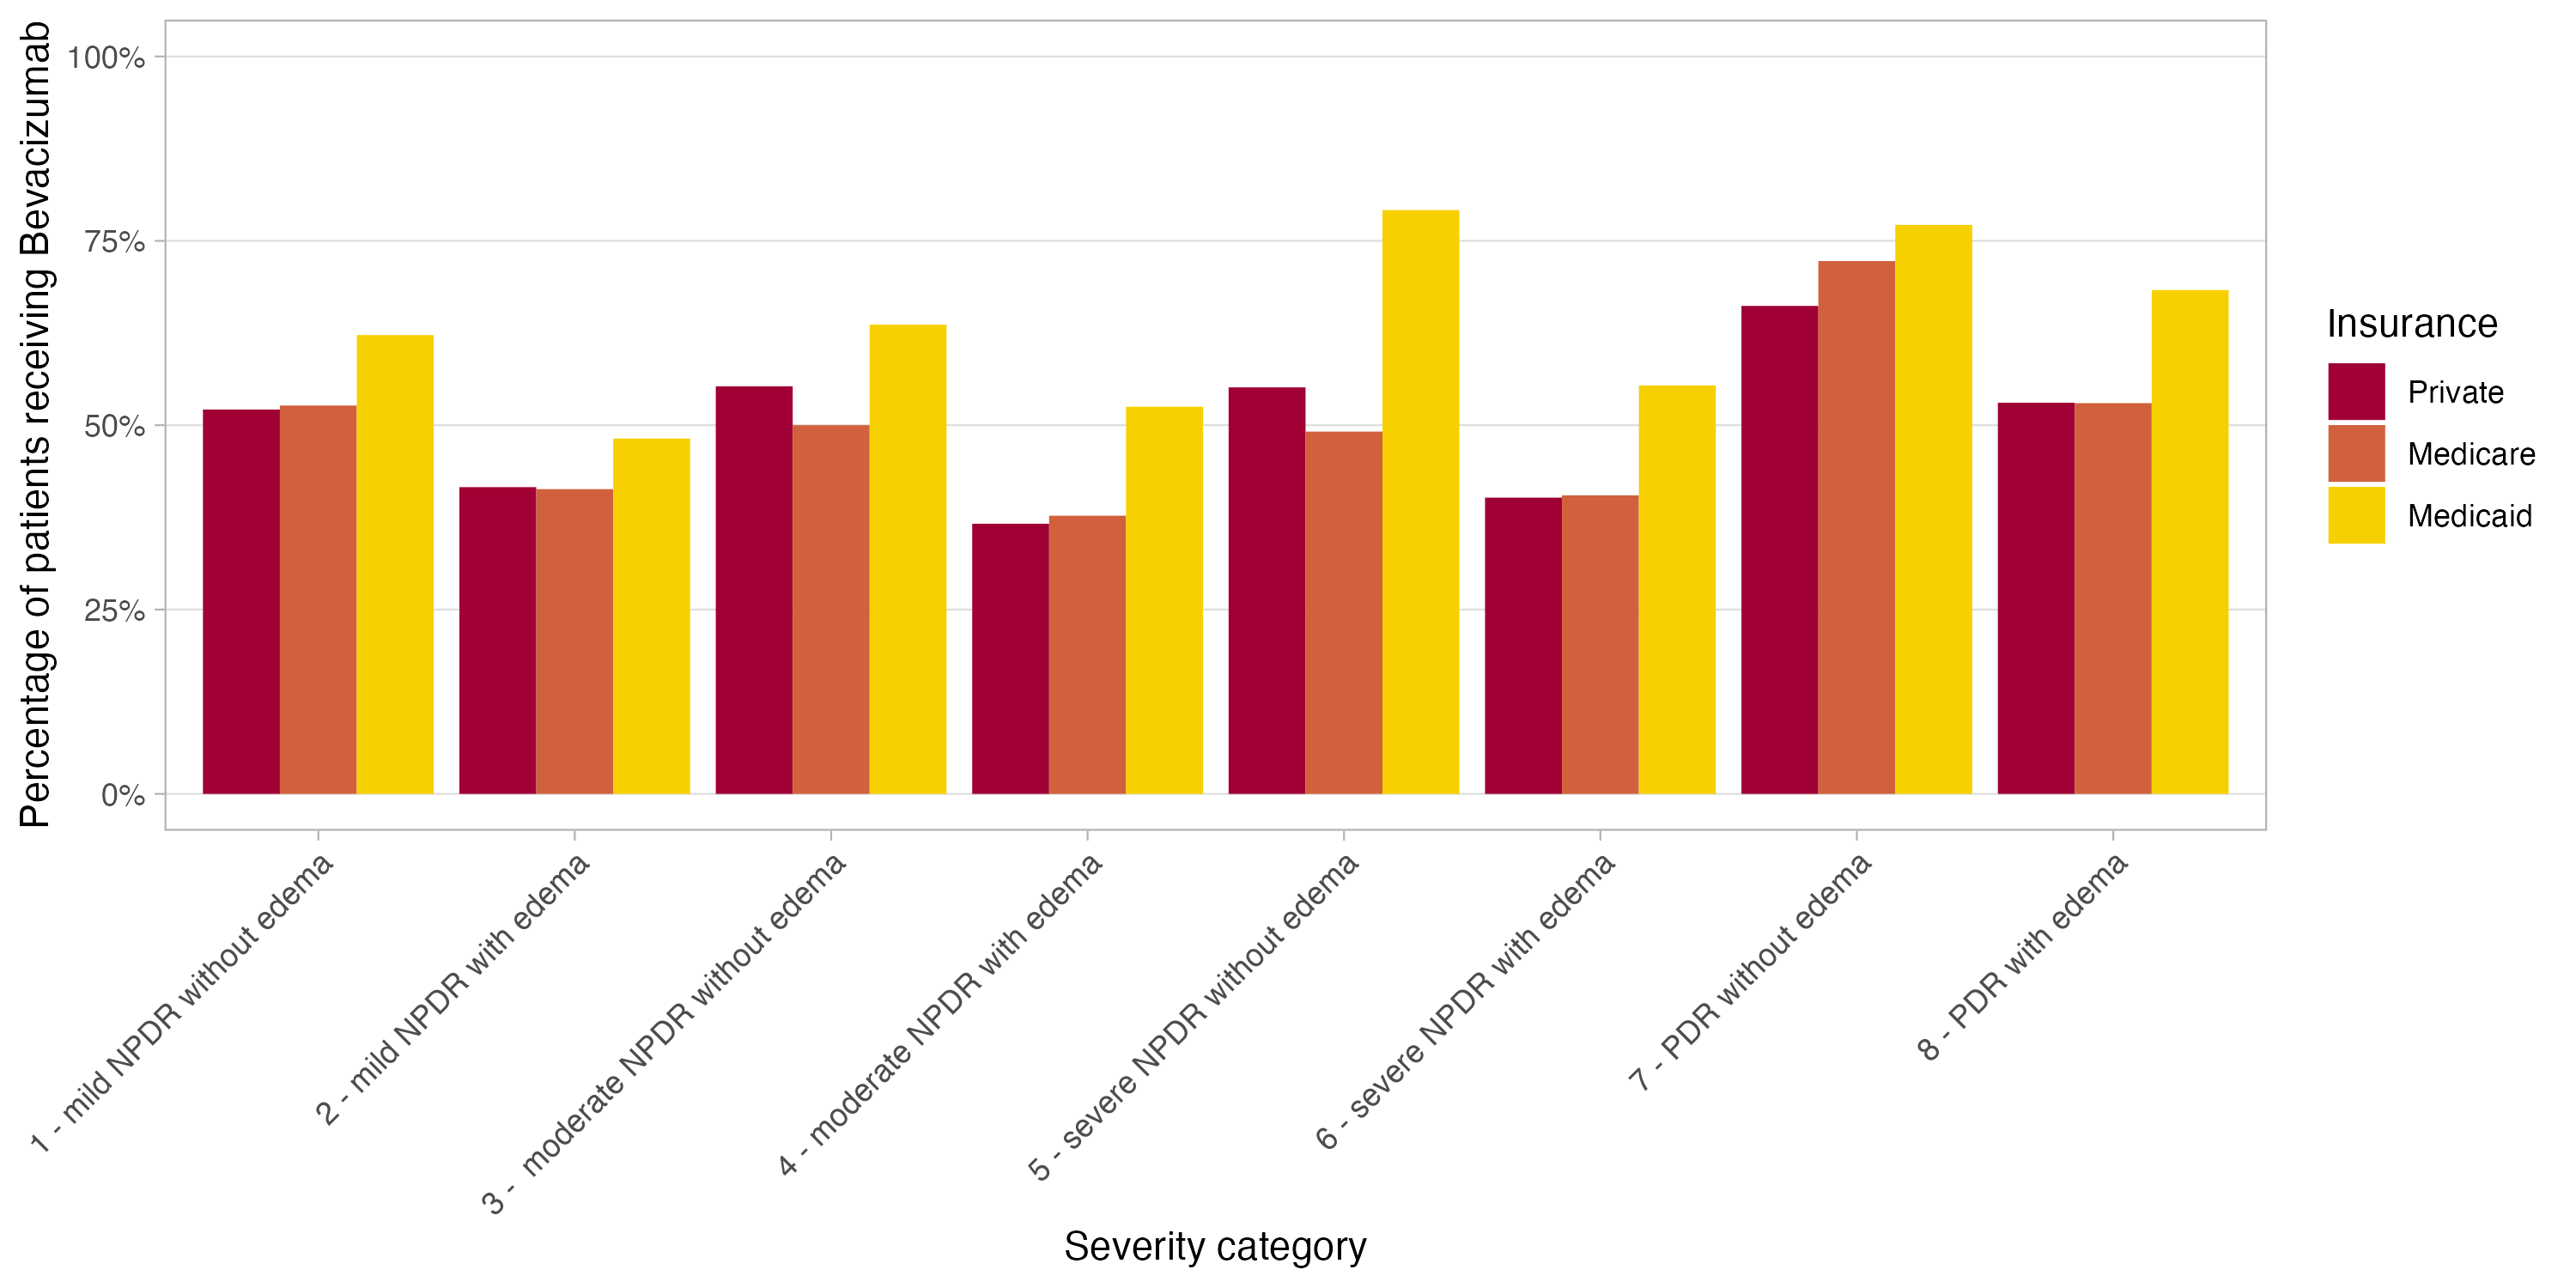 Percentage of patients receiving Bevacizumab
100%
75%
50%
25%
0%
1 - mild NPDR without edema
2 - mild NPDR with edema
3 -  moderate NPDR without edema
4 - moderate NPDR with edema
5 - severe NPDR without edema
6 - severe NPDR with edema
7 - PDR without edema
8 - PDR with edema
Severity category
Insurance
Private
Medicare
Medicaid